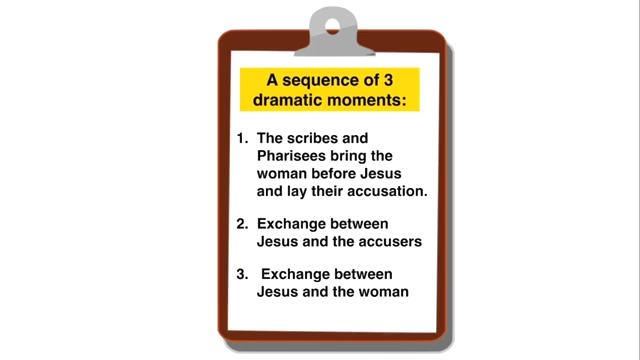 A sequence of 3
dramatic moments:
1. The scribes and
Pharisees bring the
woman before Jesus
and lay their accusation.
2. Exchange between
Jesus and the accusers
3. Exchange between
Jesus and the woman